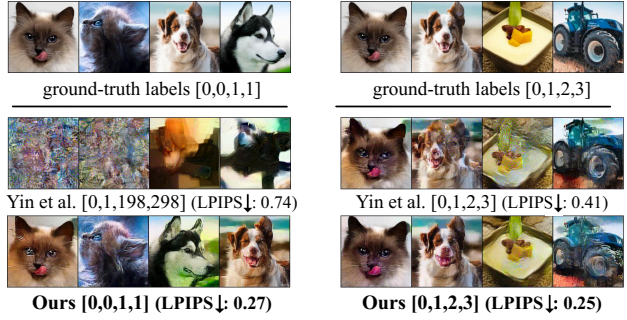 ground-truth labels [0,0,1,1]
ground-truth labels [0,1,2,3]
Yin et al. [0,1,198,298] (LPIPS↓: 0.74)
Yin et al. [0,1,2,3] (LPIPS↓: 0.41)
Ours [0,0,1,1] (LPIPS↓: 0.27)
Ours [0,1,2,3] (LPIPS↓: 0.25)